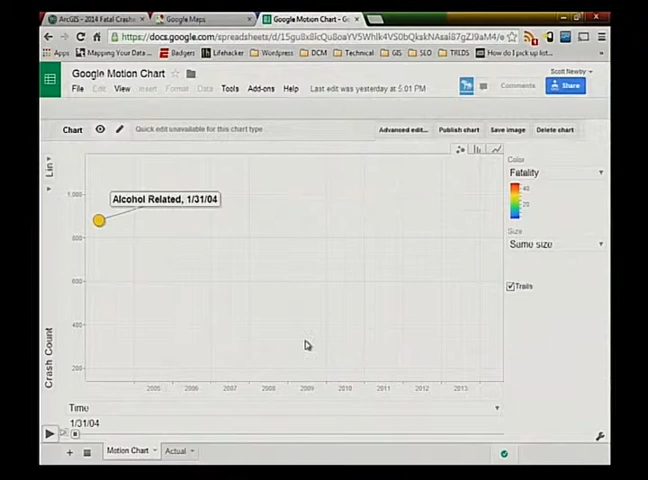 ArcGIS - 2014 Fatal Crash
Google Maps
Google Motion Chart - Go
https://docs.google.com/spreadsheets/d/
Apps
Mapping Your Data ...
Badgers
Lifehacker
Wordpress
DCM
Technical
GIS
SLO
TRLDS
How do I pick up list...
Google Motion Chart
Scott Newby
File Edit View Insert Format Data Tools Add-ons Help Last edit was yesterday at 5:01 PM
Comments
Share
Chart
Quick edit unavailable for this chart type
Advanced edit...
Publish chart
Save image
Delete chart
Lin
Color
Fatality
40
20
Size
Same size
Trails
1,000
800
600
400
200
Alcohol Related, 1/31/04
Crash Count
2005 2006 2007 2008 2009 2010 2011 2012 2013
Time
1/31/04
+
Motion Chart
Actual